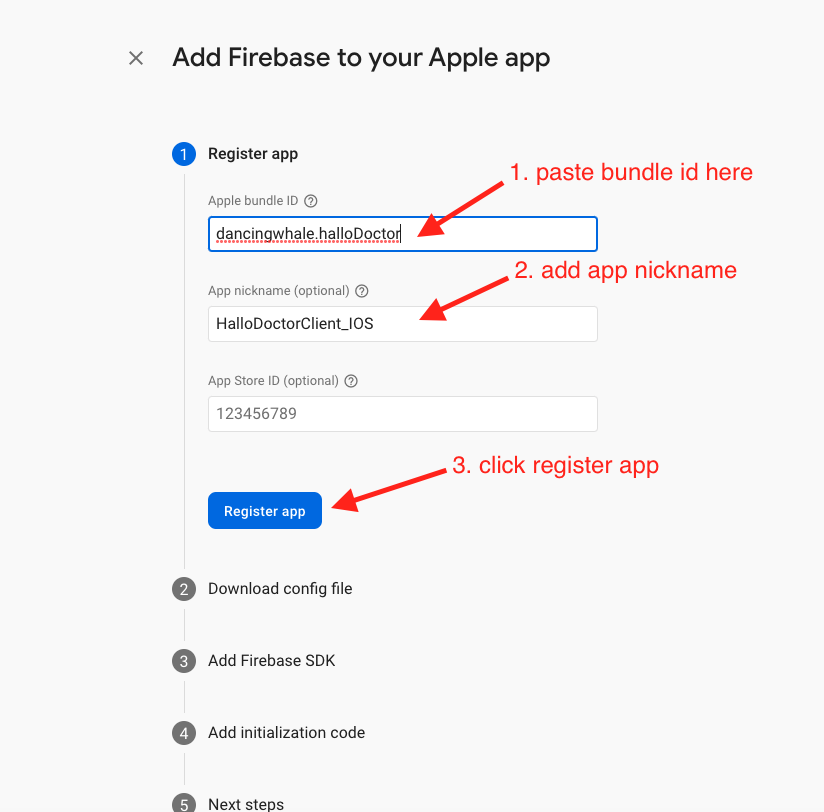 Add Firebase to your Apple app
1 Register app
1. paste bundle id here
Apple bundle ID
dancingwhale.halloDoctor
2. add app nickname
App nickname (optional)
HalloDoctorClient_IOS
App Store ID (optional)
123456789
3. click register app
Register app
2 Download config file
3 Add Firebase SDK
4 Add initialization code
5 Next steps